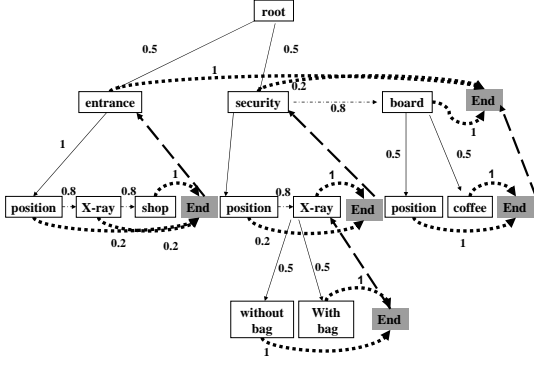 root
0.5
0.5
1
0.2
entrance
security
0.8
board
End
1
1
0.5
0.5
0.8
0.8
1
0.8
1
1
position
X-ray
shop
End
position
X-ray
End
position
coffee
End
0.2
0.2
0.2
1
0.5
0.5
1
without
bag
With
bag
End
1